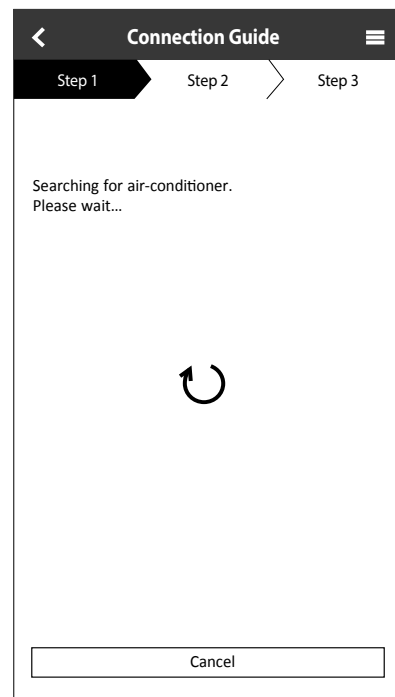 Connection Guide
Step 1 Step 2 Step 3
Searching for air-conditioner.
Please wait...
Cancel